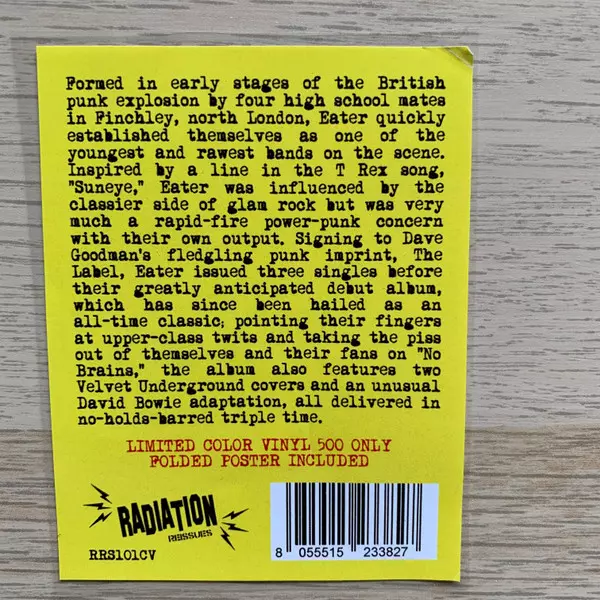 Formed in early stages of the British
punk explosion by four high school mates
in Finchley, north London, Eater quickly
established themselves as one of the
youngest and rawest bands on the scene.
Inspired by a line in the T Rex song,
"Suneye," Eater was influenced by the
classier side of glam rock but was very
much a rapid-fire power-punk concern
with their own output. Signing to Dave
Goodman's fledgling punk imprint, The
Label, Eater issued three singles before
their greatly anticipated debut album,
which has since been hailed as an
all-time classic; pointing their fingers
at upper-class twits and taking the piss
out of themselves and their fans on "No
Brains," the album also features two
Velvet Underground covers and an unusual
David Bowie adaptation, all delivered in
no-holds-barred triple time.
LIMITED COLOR VINYL 500 ONLY
FOLDED POSTER INCLUDED
RADIATION
REISSUES
RRS101CV
8 055515 233827